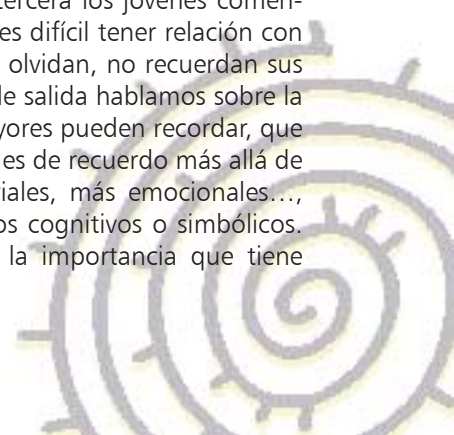 tercera los jóvenes comen-
es difícil tener relación con
olvidan, no recuerdan sus
de salida hablamos sobre la
yores pueden recordar, que
es de recuerdo más allá de
iales, más emocionales...,
os cognitivos o simbólicos.
la importancia que tiene